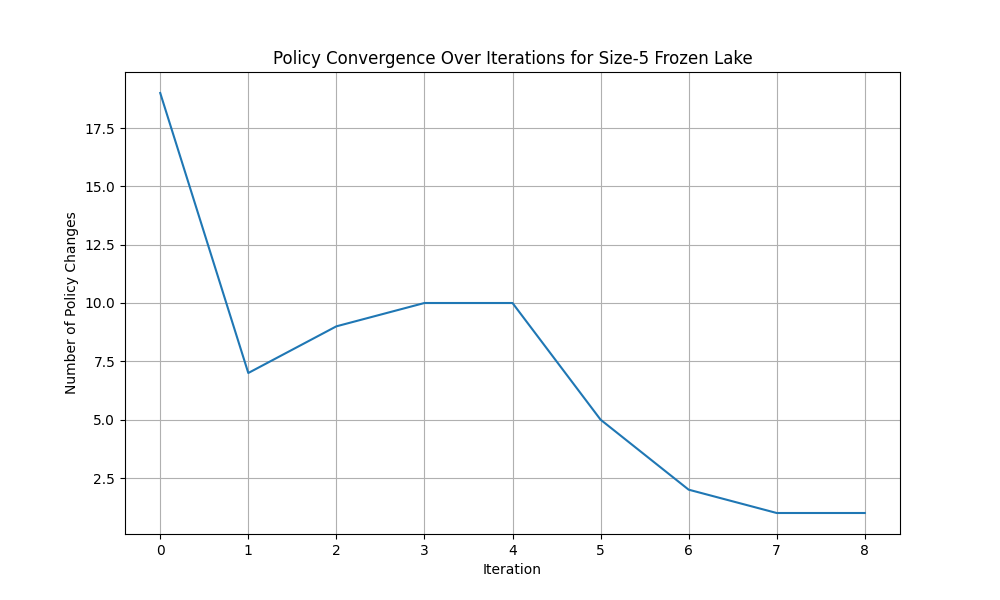 Policy Convergence Over Iterations for Size-5 Frozen Lake
Number of Policy Changes
17.5
15.0
12.5
10.0
7.5
5.0
2.5
0 1 2 3 4 5 6 7 8
Iteration